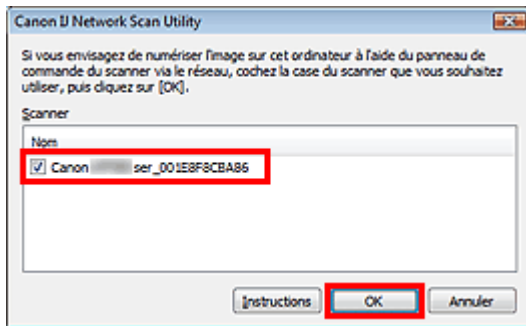 Canon IJ Network Scan Utility
Si vous envisagez de numériser l'image sur cet ordinateur à l'aide du panneau de
commande du scanner via le réseau, cochez la case du scanner que vous souhaitez
utiliser, puis cliquez sur [OK].
Scanner
Nom
Canon ser_001E8F8CBA86
Instructions OK Annuler